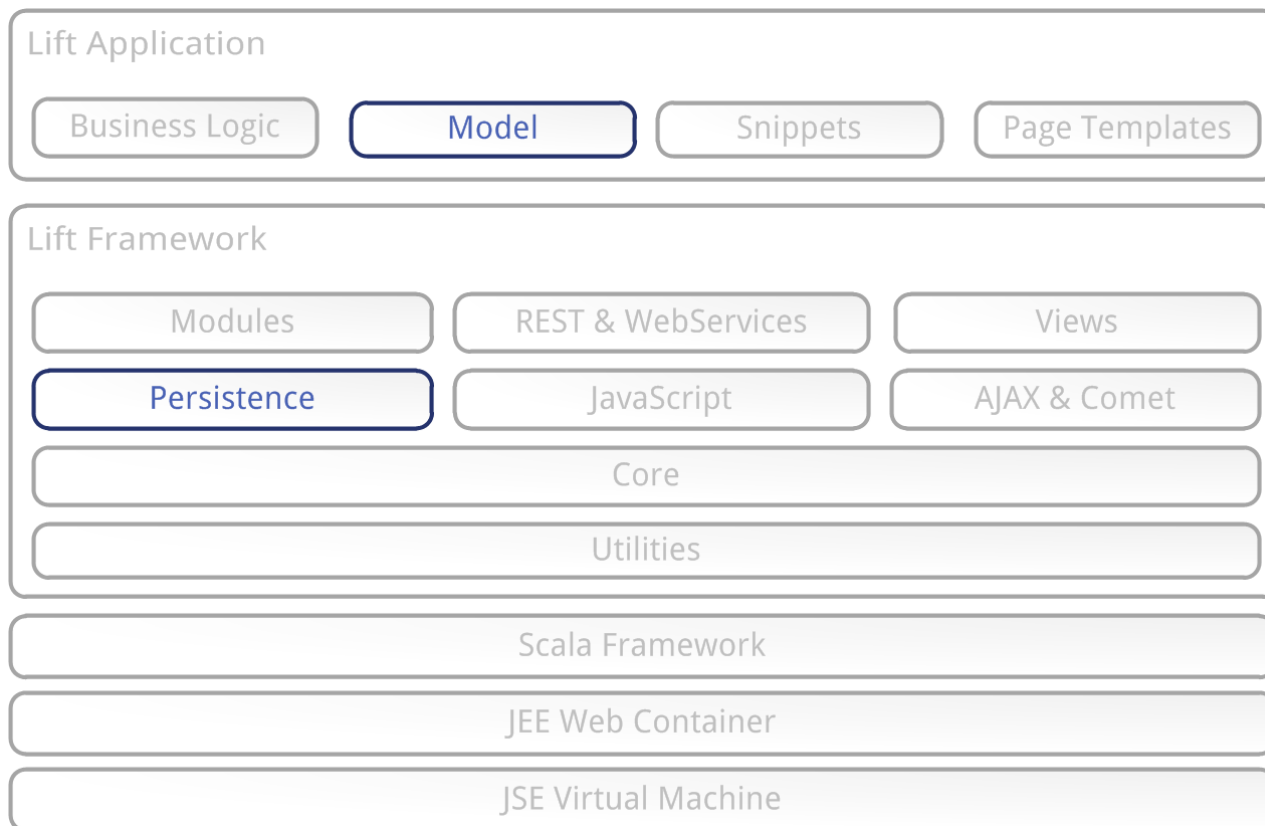 Lift Application
Business Logic
Model
Snippets
Page Templates
Lift Framework
Modules
REST & WebServices
Views
Persistence
JavaScript
AJAX & Comet
Core
Utilities
Scala Framework
JEE Web Container
JSE Virtual Machine